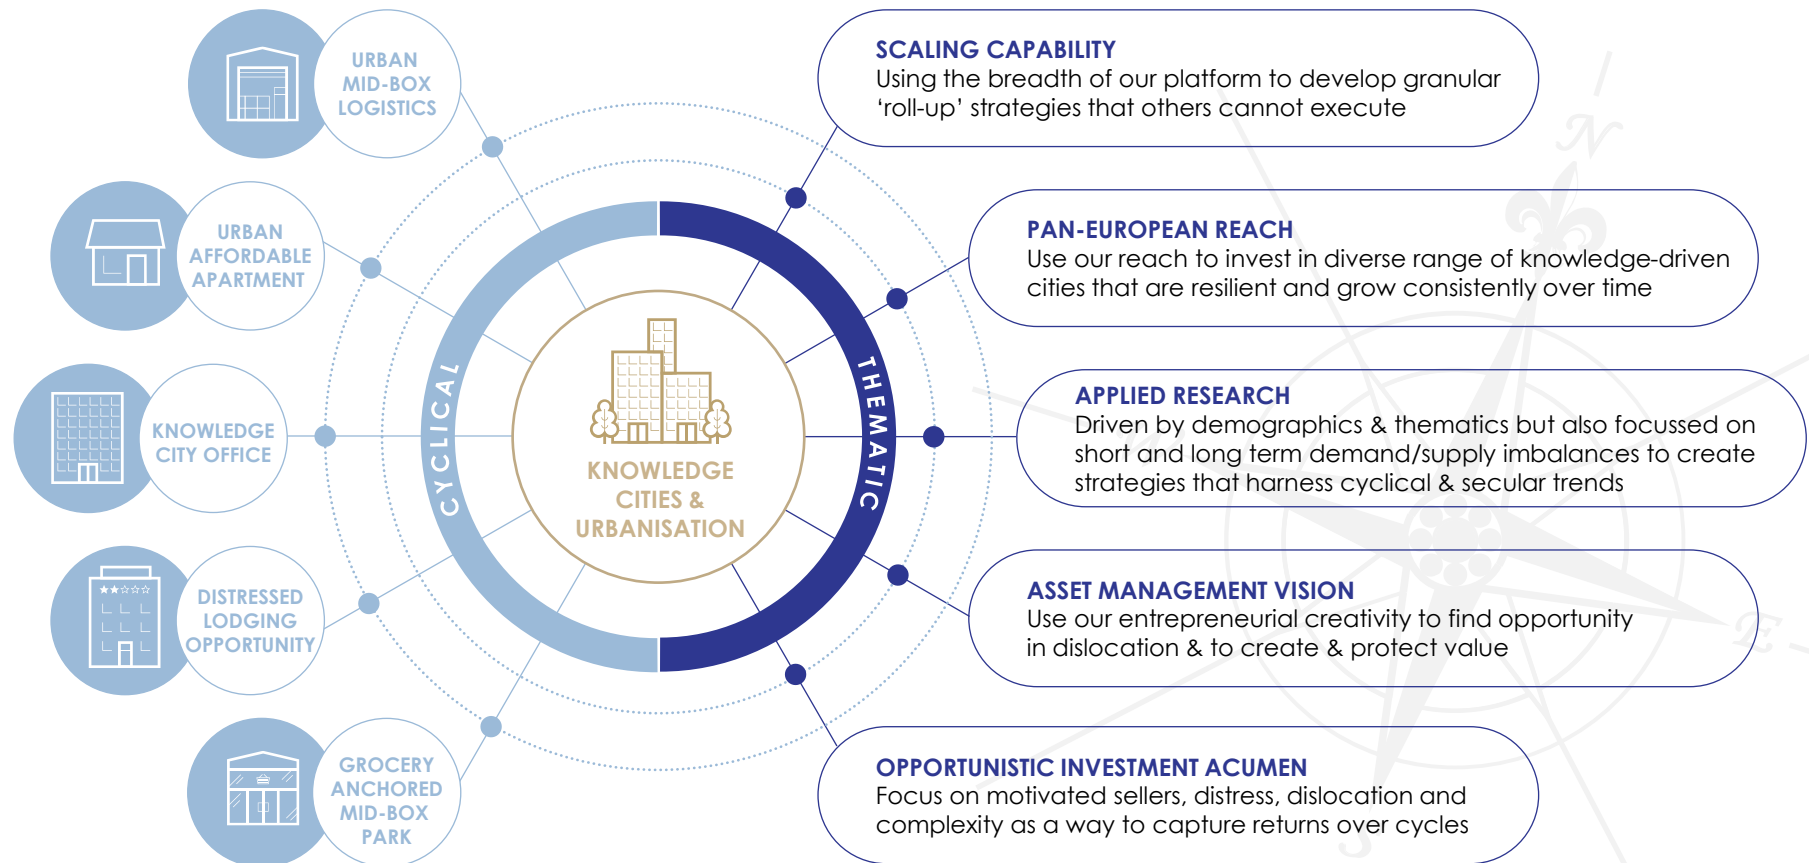 URBAN
MID-BOX
LOGISTICS
URBAN
AFFORDABLE
APARTMENT
KNOWLEDGE
CITY OFFICE
DISTRESSED
LODGING
OPPORTUNITY
GROCERY
ANCHORED
MID-BOX
PARK
CYCLICAL
KNOWLEDGE
CITIES &
URBANISATION
THEMATIC
SCALING CAPABILITY
Using the breadth of our platform to develop granular
‘roll-up’ strategies that others cannot execute
PAN-EUROPEAN REACH
Use our reach to invest in diverse range of knowledge-driven
cities that are resilient and grow consistently over time
APPLIED RESEARCH
Driven by demographics & thematics but also focussed on
short and long term demand/supply imbalances to create
strategies that harness cyclical & secular trends
ASSET MANAGEMENT VISION
Use our entrepreneurial creativity to find opportunity
in dislocation & to create & protect value
OPPORTUNISTIC INVESTMENT ACUMEN
Focus on motivated sellers, distress, dislocation and
complexity as a way to capture returns over cycles
N
W
E
S